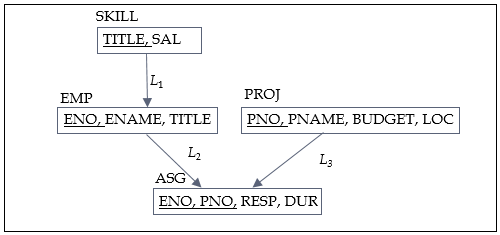 SKILL
TITLE, SAL
L1
EMP
ENO, ENAME, TITLE
PROJ
PNO, PNAME, BUDGET, LOC
L2
L3
ASG
ENO, PNO, RESP, DUR